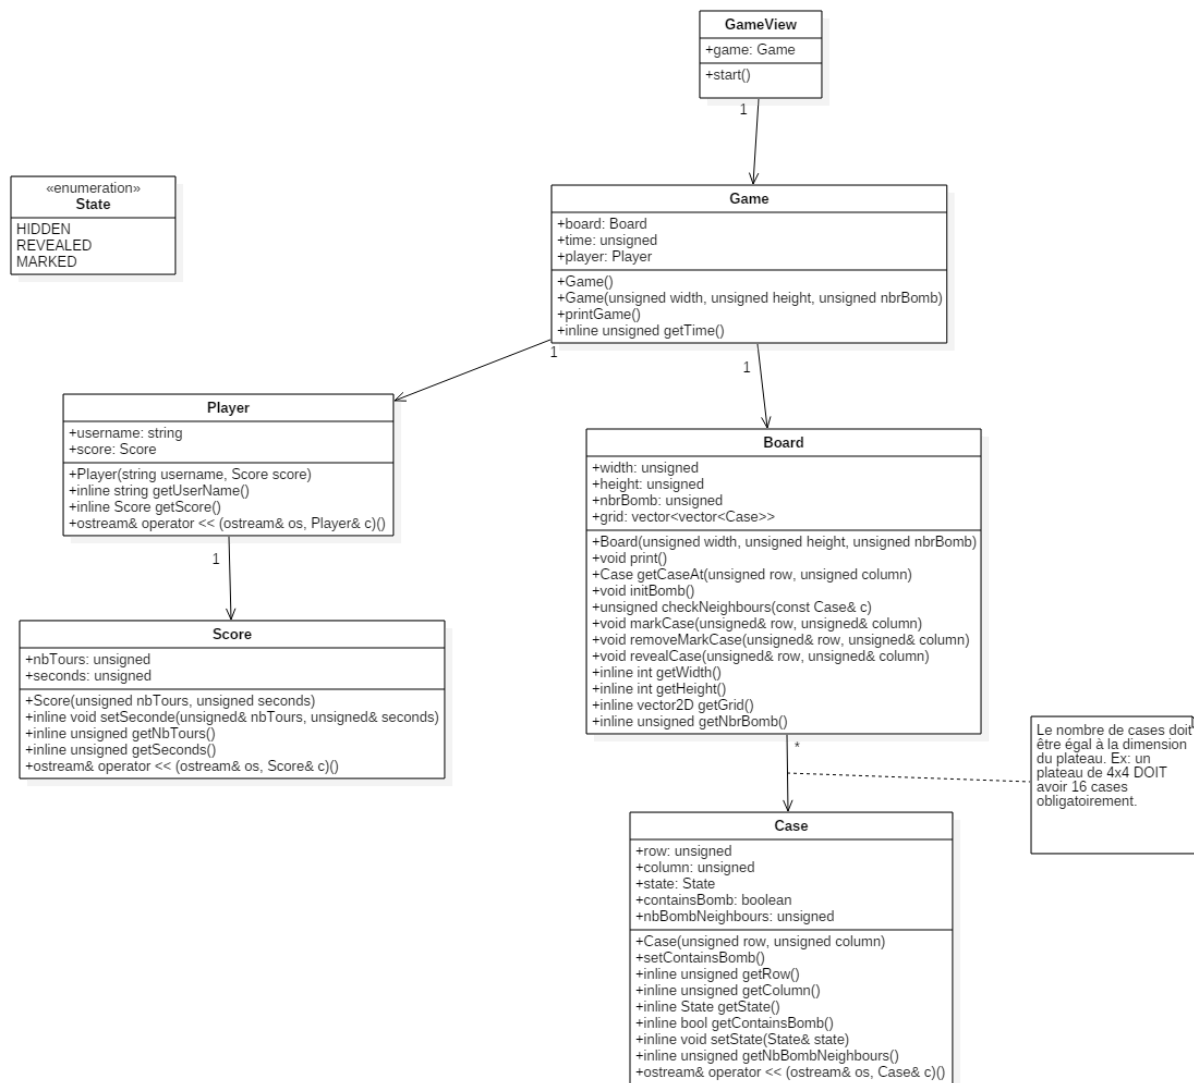 GameView
+game: Game
+start()
1
«enumeration»
State
HIDDEN
REVEALED
MARKED
Game
+board: Board
+time: unsigned
+player: Player
+Game()
+Game(unsigned width, unsigned height, unsigned nbrBomb)
+printGame()
+inline unsigned getTime()
1
1
Player
+username: string
+score: Score
+Player(string username, Score score)
+inline string getUserName()
+inline Score getScore()
+ostream& operator << (ostream& os, Player& c)()
1
Board
+width: unsigned
+height: unsigned
+nbrBomb: unsigned
+grid: vector<vector<Case>>
+Board(unsigned width, unsigned height, unsigned nbrBomb)
+void print()
+Case getCaseAt(unsigned row, unsigned column)
+void initBomb()
+unsigned checkNeighbours(const Case& c)
+void markCase(unsigned& row, unsigned& column)
+void removeMarkCase(unsigned& row, unsigned& column)
+void revealCase(unsigned& row, unsigned& column)
+inline int getWidth()
+inline int getHeight()
+inline vector2D getGrid()
+inline unsigned getNbrBomb()
*
Score
+nbTours: unsigned
+seconds: unsigned
+Score(unsigned nbTours, unsigned seconds)
+inline void setSeconde(unsigned& nbTours, unsigned& seconds)
+inline unsigned getNbTours()
+inline unsigned getSeconds()
+ostream& operator << (ostream& os, Score& c)()
Le nombre de cases doit
être égal à la dimension
du plateau. Ex: un
plateau de 4x4 DOIT
avoir 16 cases
obligatoirement.
Case
+row: unsigned
+column: unsigned
+state: State
+containsBomb: boolean
+nbBombNeighbours: unsigned
+Case(unsigned row, unsigned column)
+setContainsBomb()
+inline unsigned getRow()
+inline unsigned getColumn()
+inline State getState()
+inline bool getContainsBomb()
+inline void setState(State& state)
+inline unsigned getNbBombNeighbours()
+ostream& operator << (ostream& os, Case& c)()